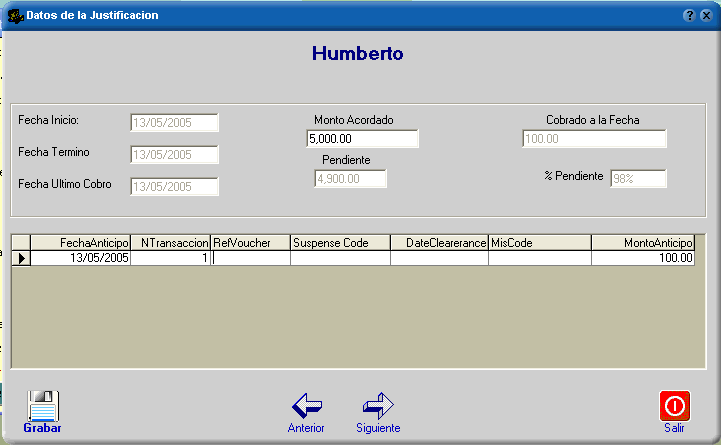 Datos de la Justificacion
Humberto
Fecha Inicio: 13/05/2005 Monto Acordado Cobrado a la Fecha
5,000.00 100.00
Fecha Termino 13/05/2005 Pendiente
4,900.00 % Pendiente 98%
Fecha Ultimo Cobro 13/05/2005
FechaAnticipo NTransaccion RefVoucher Suspense Code DateClearerance MisCode MontoAnticipo
13/05/2005 1 100.00
Grabar Anterior Siguiente Salir